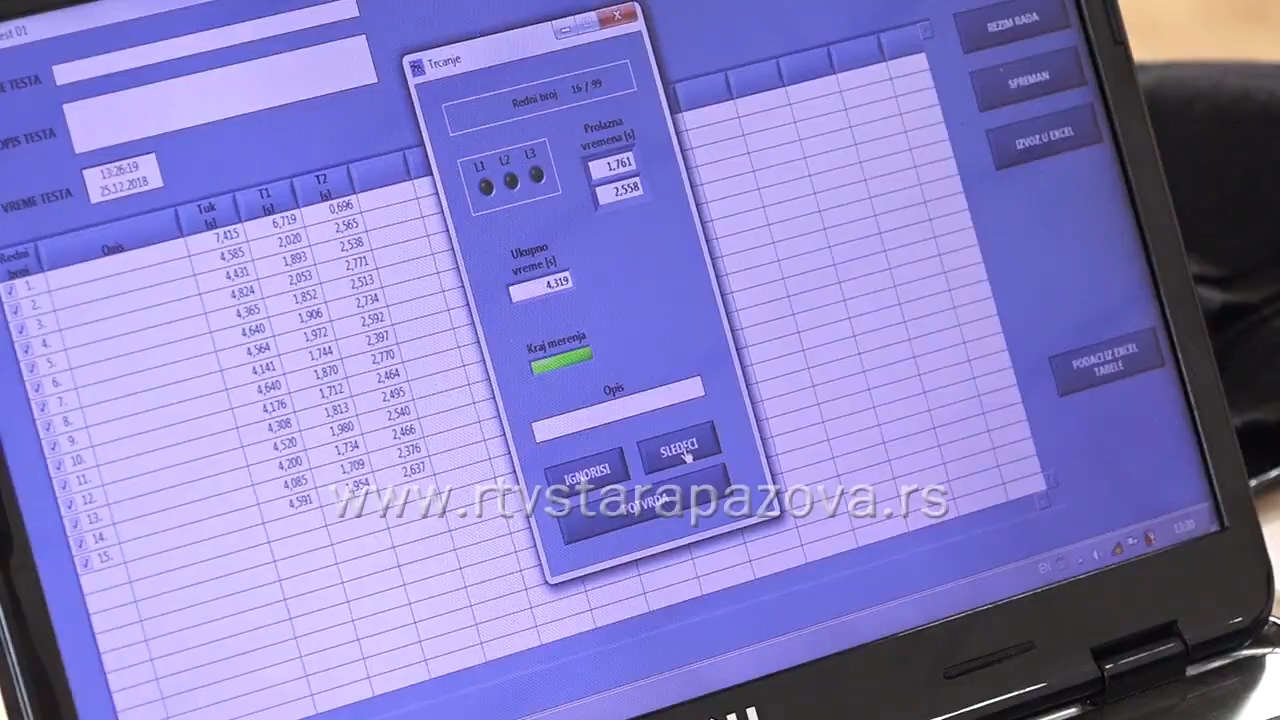 est 01
E TESTA
OPIS TESTA
VREME TESTA
13:26:19
25.12.2018
Redni
broj
Opis
Tuk
[s]
T1
[s]
T2
[s]
1. 7,415 6,719 0,696
2. 4,585 2,020 2,565
3. 4,431 1,893 2,538
4. 4,824 2,053 2,771
5. 4,365 1,852 2,513
6. 4,640 1,906 2,734
7. 4,564 1,972 2,592
8. 4,141 1,744 2,397
9. 4,640 1,870 2,770
10. 4,176 1,712 2,464
11. 4,308 1,813 2,495
12. 4,520 1,980 2,540
13. 4,200 1,734 2,466
14. 4,085 1,709 2,376
15. 4,591 1,954 2,637
Trcanje
Redni broj 16 / 99
L1 L2 L3
Prolazna
vremena [s]
1,761
2,558
Ukupno
vreme [s]
4,319
Kraj merenja
Opis
IGNORISI
SLEDECI
POTVRDA
REZIM RADA
SPREMAN
IZVOZ U EXCEL
PODACI IZ EXCEL
TABELE
EN
13:30
www.rtvstarapazova.rs